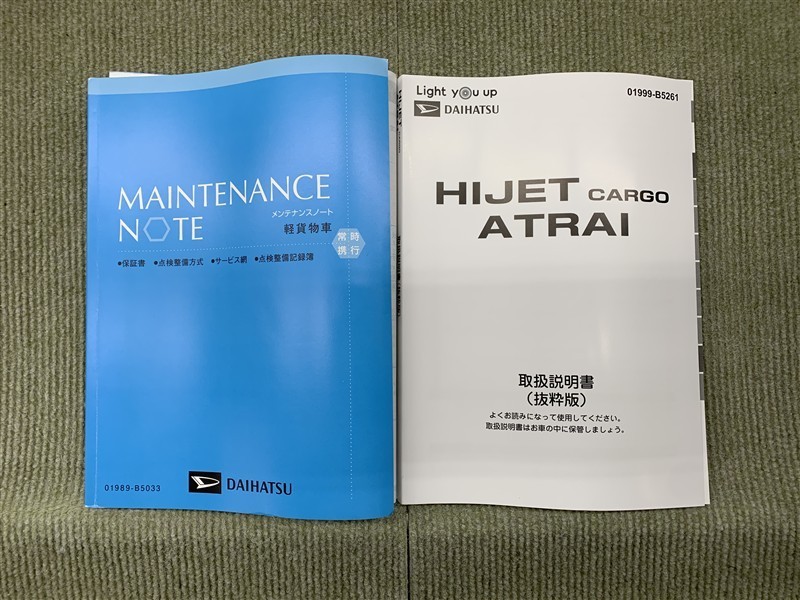 MAINTENANCE
NOTE
メンテナンスノート
軽貨物車
常時
携行
●保証書 ●点検整備方式 ●サービス網 ●点検整備記録簿
01989-B5033
DAIHATSU
Light you up
DAIHATSU
01999-B5261
HIJET CARGO
ATRAI
取扱説明書
（抜粋版）
よくお読みになって使用してください。
取扱説明書はお車の中に保管しましょう。